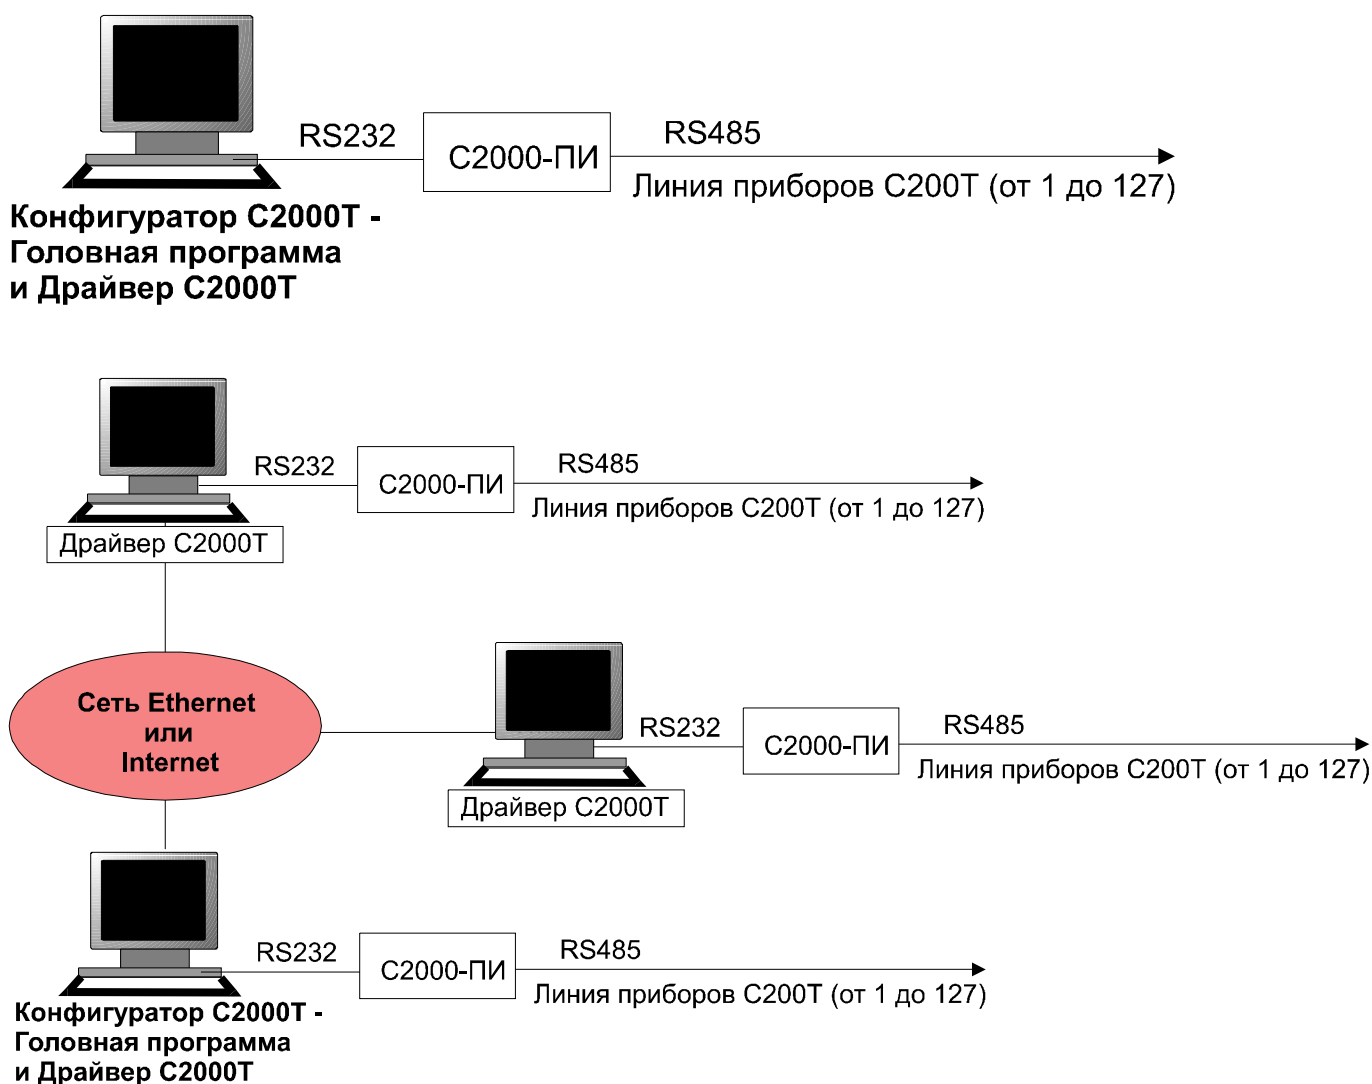 RS232
С2000-ПИ
RS485
Линия приборов С200Т (от 1 до 127)
Конфигуратор С2000Т -
Головная программа
и Драйвер С2000Т
RS232
С2000-ПИ
RS485
Линия приборов С200Т (от 1 до 127)
Драйвер С2000Т
Сеть Ethernet
или
Internet
RS232
С2000-ПИ
RS485
Линия приборов С200Т (от 1 до 127)
Драйвер С2000Т
RS232
С2000-ПИ
RS485
Линия приборов С200Т (от 1 до 127)
Конфигуратор С2000Т -
Головная программа
и Драйвер С2000Т